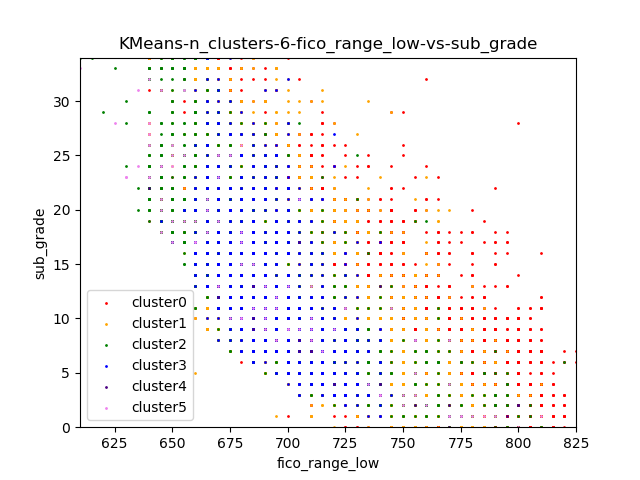 KMeans-n_clusters-6-fico_range_low-vs-sub_grade
30
25
20
15
10
5
0
sub_grade
cluster0
cluster1
cluster2
cluster3
cluster4
cluster5
625 650 675 700 725 750 775 800 825
fico_range_low